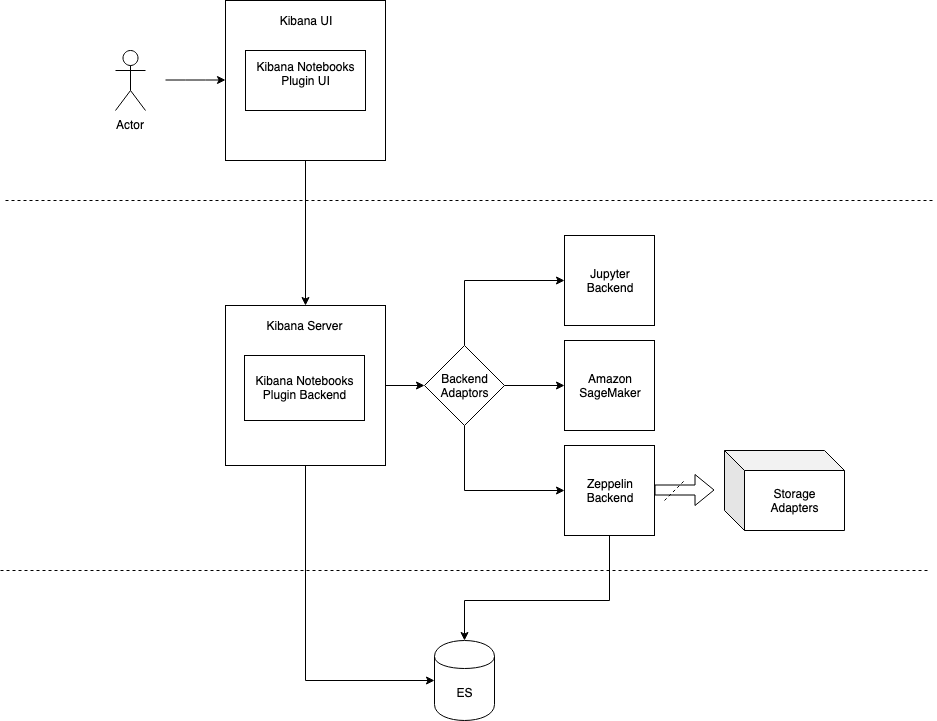 Kibana UI
Kibana Notebooks
Plugin UI
Actor
Kibana Server
Kibana Notebooks
Plugin Backend
Backend
Adaptors
Jupyter
Backend
Amazon
SageMaker
Zeppelin
Backend
Storage
Adapters
ES